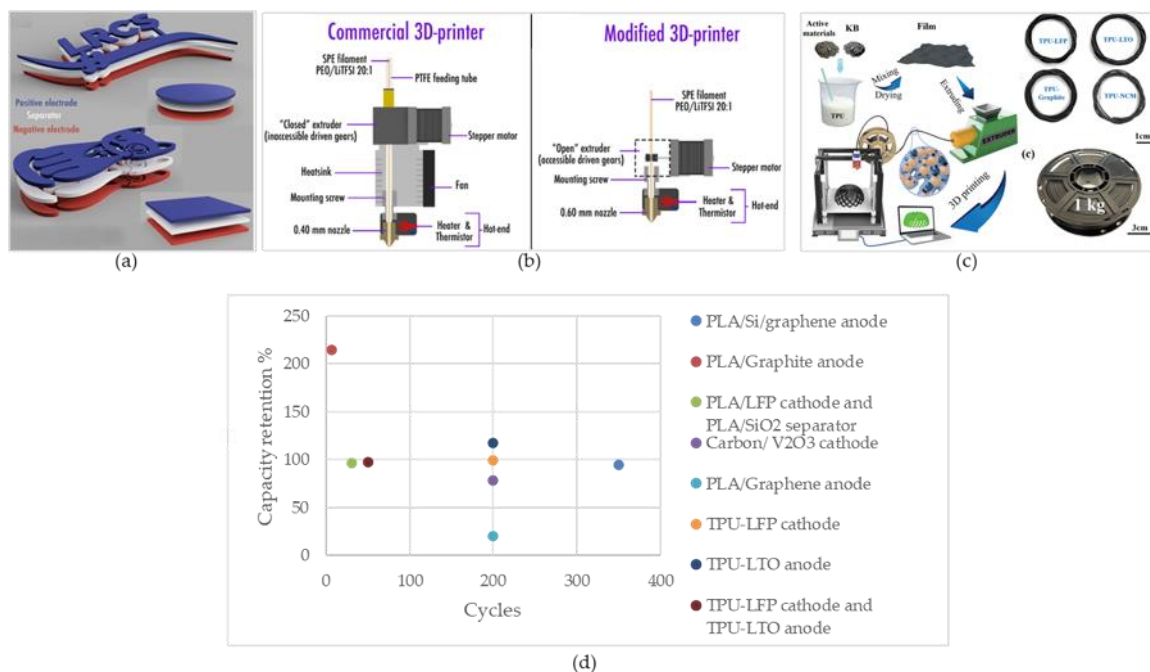 LRCS
Positive electrode
Separator
Negative electrode
(a)
Commercial 3D-printer
SPE filament
PEO/LiTFSI 20:1
PTFE feeding tube
"Closed" extruder
(inaccessible driven gears)
Stepper motor
Heatsink
Fan
Mounting screw
0.40 mm nozzle
Heater &
Thermistor
Hot-end
Modified 3D-printer
SPE filament
PEO/LiTFSI 20:1
"Open" extruder
(accessible driven gears)
Stepper motor
Mounting screw
0.60 mm nozzle
Heater &
Thermistor
Hot-end
(b)
Active
materials
KB
Film
Mixing
Drying
TPU
Extruding
EXTRUDER
3D printing
TPU-LFP
TPU-LTO
TPU-
Graphite
TPU-NCM
1cm
(c)
1 kg
3cm
(c)
Capacity retention %
250
200
150
100
50
0
0
100
200
300
400
Cycles
PLA/Si/graphene anode
PLA/Graphite anode
PLA/LFP cathode and
PLA/SiO2 separator
Carbon/ V2O3 cathode
PLA/Graphene anode
TPU-LFP cathode
TPU-LTO anode
TPU-LFP cathode and
TPU-LTO anode
(d)